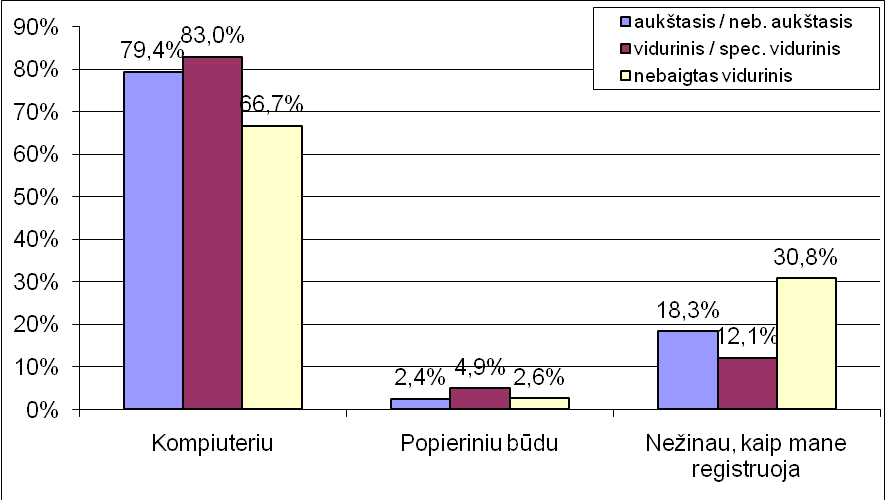 90%
80%
70%
60%
50%
40%
30%
20%
10%
0%
79,4%
83,0%
66,7%
2,4%
4,9%
2,6%
18,3%
12,1%
30,8%
Kompiuteriu
Popieriniu būdu
Nežinau, kaip mane
registruoja
aukštasis / neb. aukštasis
vidurinis / spec. vidurinis
nebaigtas vidurinis